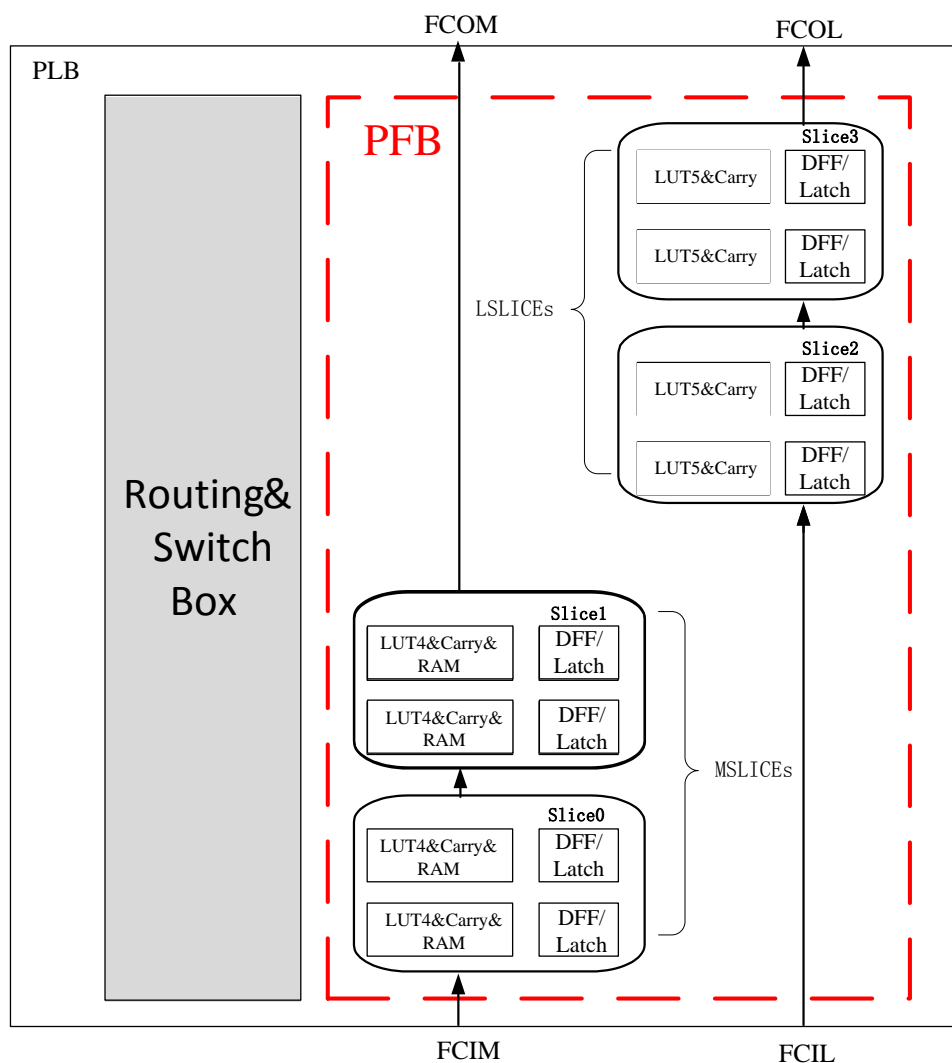 FCOM
FCOL
PLB
PFB
Slice3
LUT5&Carry
DFF/
Latch
LUT5&Carry
DFF/
Latch
LSLICEs
Slice2
LUT5&Carry
DFF/
Latch
LUT5&Carry
DFF/
Latch
Routing&
Switch
Box
Slice1
LUT4&Carry&
RAM
DFF/
Latch
LUT4&Carry&
RAM
DFF/
Latch
MSLICEs
Slice0
LUT4&Carry&
RAM
DFF/
Latch
LUT4&Carry&
RAM
DFF/
Latch
FCIM
FCIL